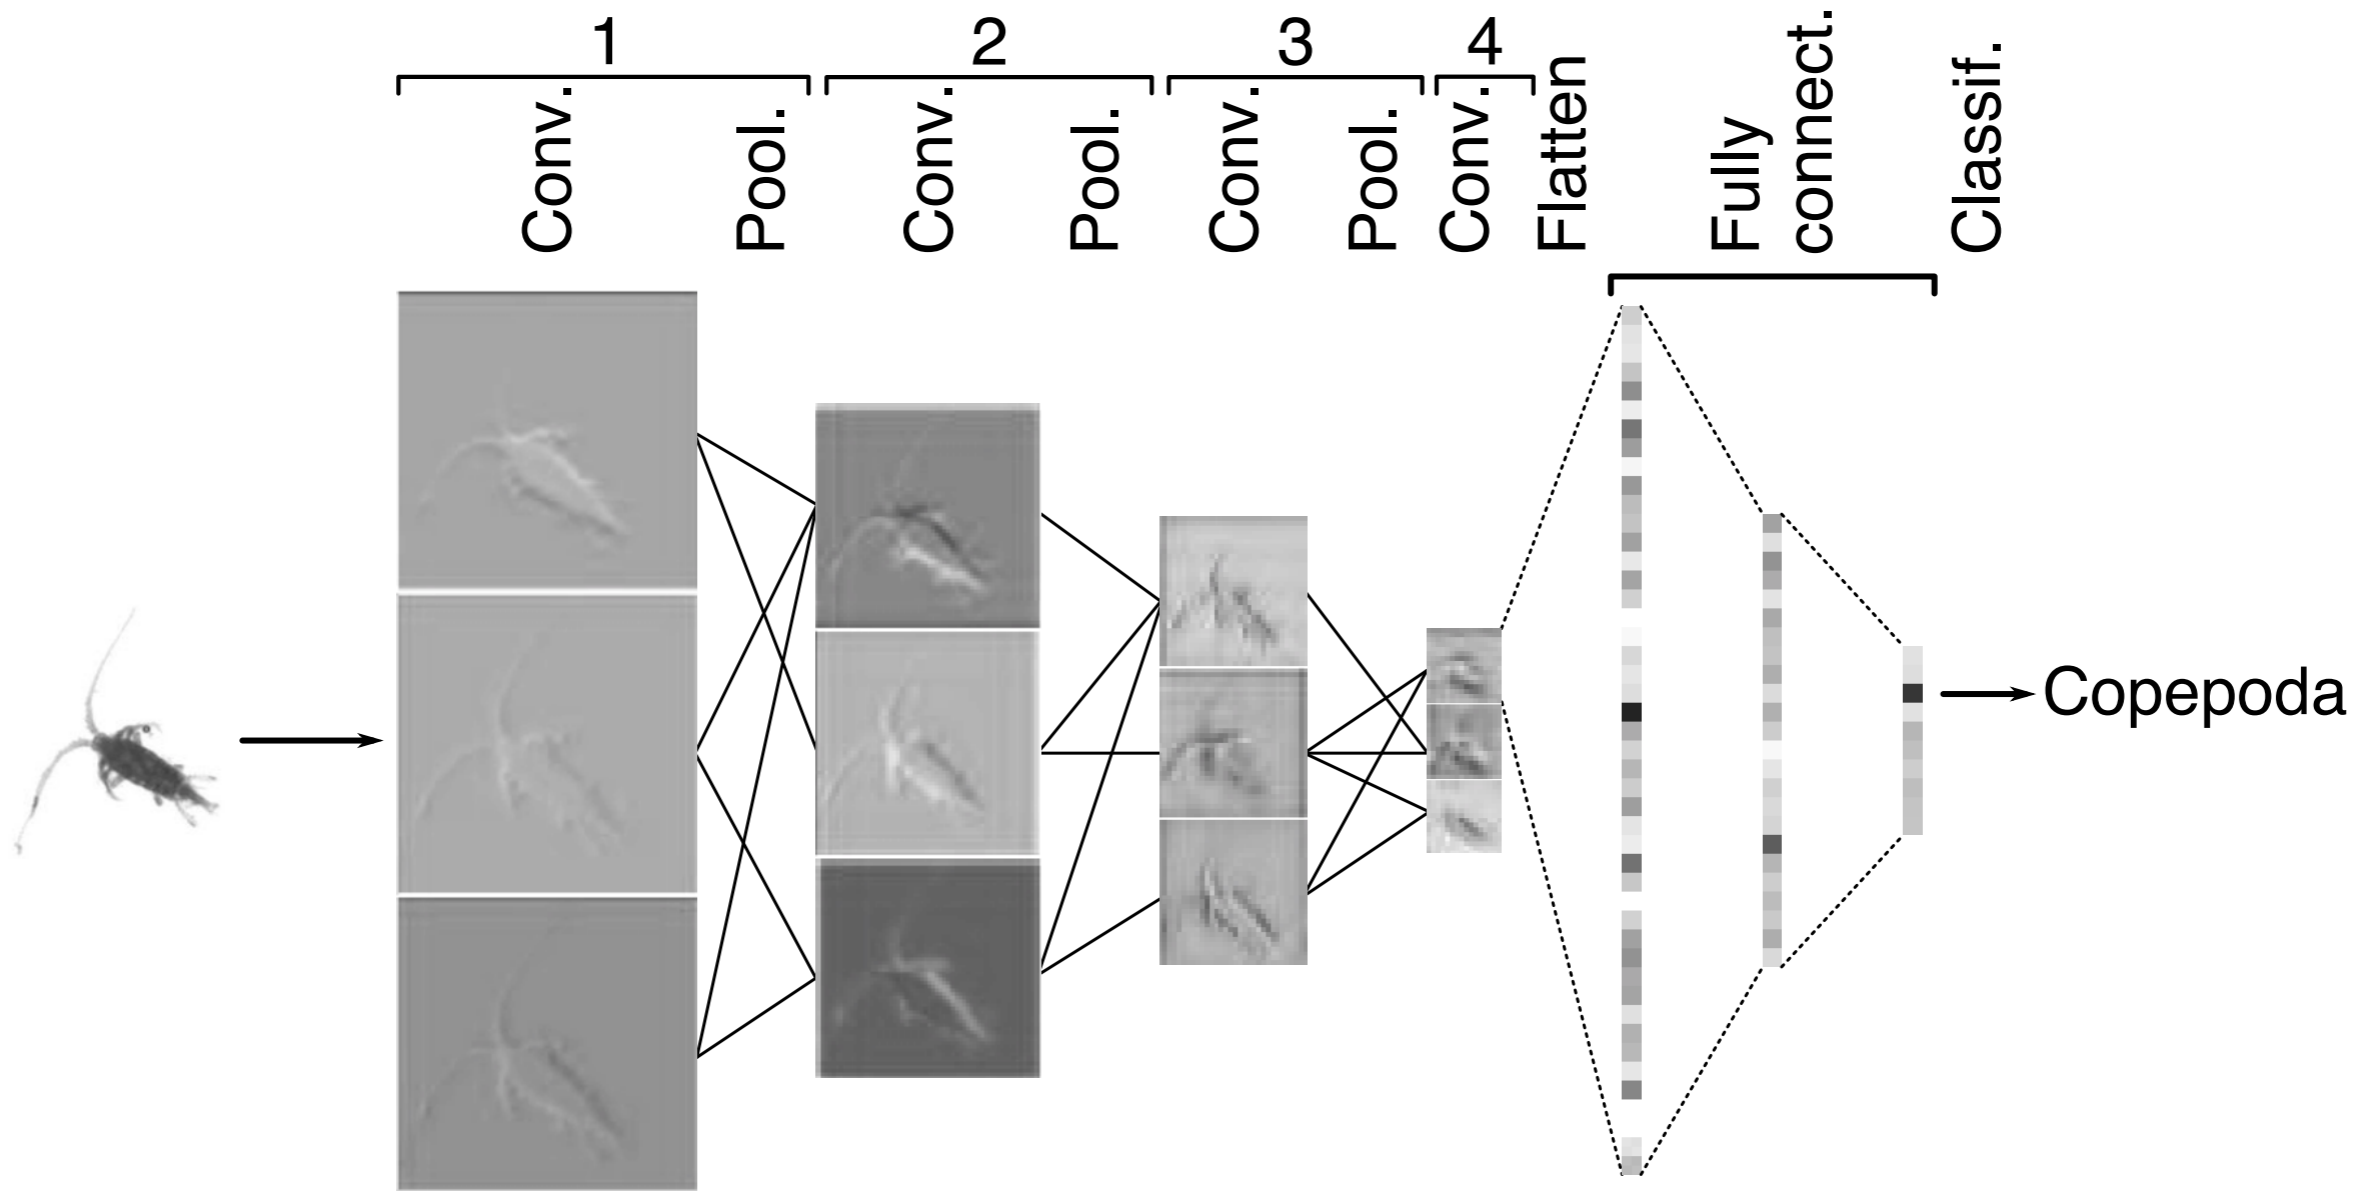 1
2
3
4
Conv.
Pool.
Conv.
Pool.
Conv.
Pool.
Conv.
Flatten
Fully
connect.
Classif.
Copepoda